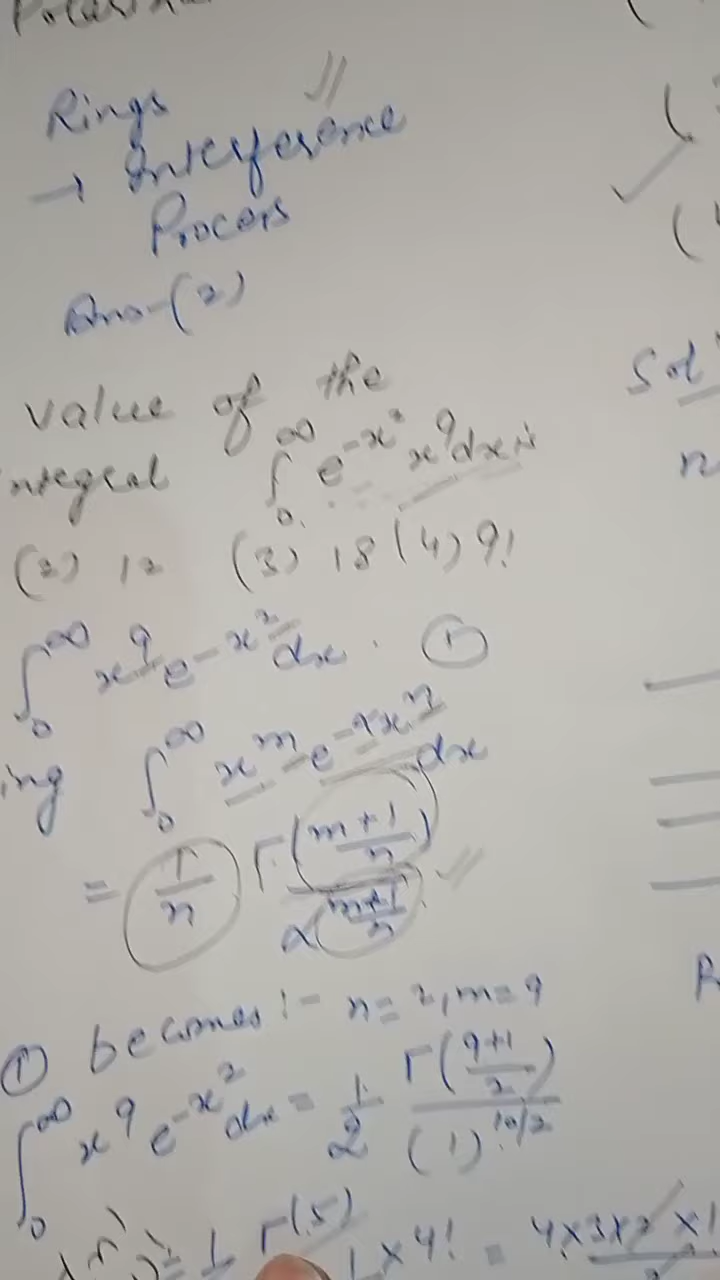 Rings
→ Interference
Process
Ans-(2)
value of the
integral ∫₀^∞ e^{-x²} x⁹ dx is
(2) 12 (3) 18 (4) 9!
∫₀^∞ x⁹ e^{-x²} dx. ①
ing ∫₀^∞ x^m e^{-αx^n} dx
= 1/n Γ((m+1)/n) / α^{(m+1)/n}
① becomes :- n=2, m=9
∫₀^∞ x⁹ e^{-x²} dx = 1/2 Γ((9+1)/2) / (1)^{10/2}
= 1 Γ(5) 1 × 4! = 4×3×2×1
Sol
n